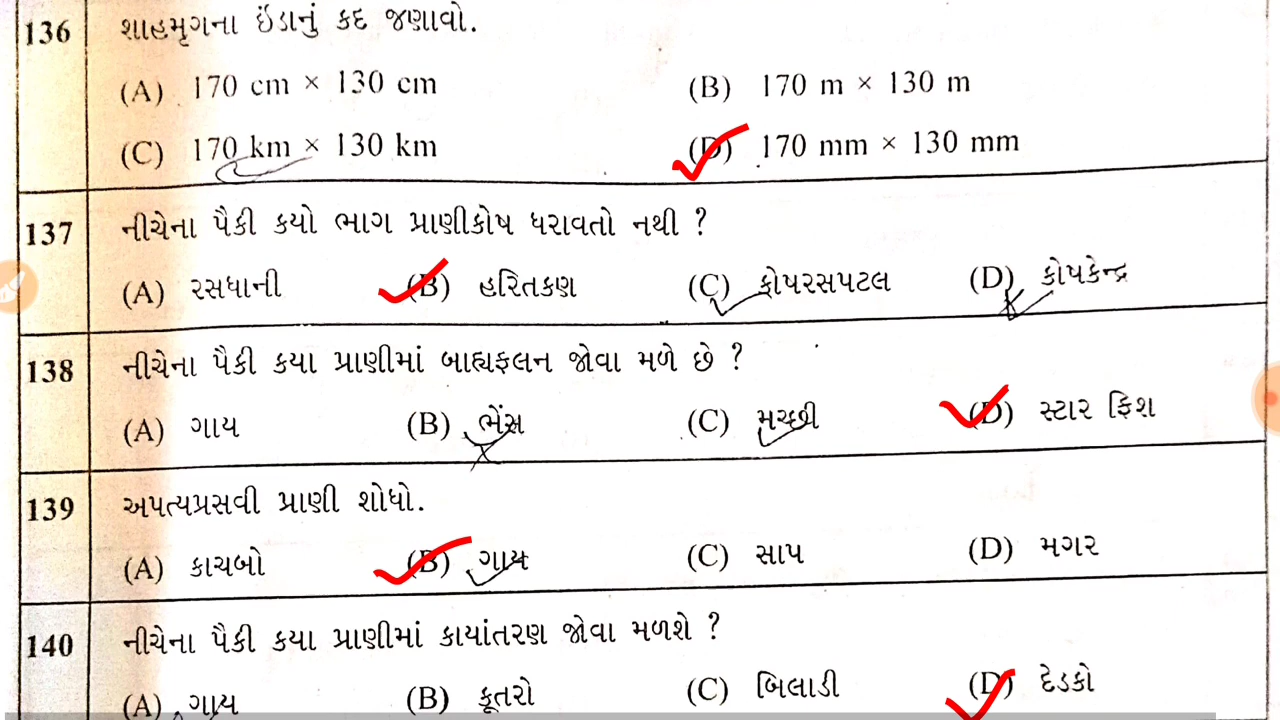 136 શાહમૃગના ઈંડાનું કદ જણાવો.
(A) 170 cm × 130 cm (B) 170 m × 130 m
(C) 170 km × 130 km (D) 170 mm × 130 mm
137 નીચેના પૈકી કયો ભાગ પ્રાણીકોષ ધરાવતો નથી ?
(A) રસધાની (B) હરિતકણ (C) કોષરસપટલ (D) કોષકેન્દ્ર
138 નીચેના પૈકી કયા પ્રાણીમાં બાહ્યફલન જોવા મળે છે ?
(A) ગાય (B) ભેંસ (C) મચ્છી (D) સ્ટાર ફિશ
139 અપત્યપ્રસવી પ્રાણી શોધો.
(A) કાચબો (B) ગાય (C) સાપ (D) મગર
140 નીચેના પૈકી કયા પ્રાણીમાં કાયાંતરણ જોવા મળશે ?
(A) ગાય (B) કૂતરો (C) બિલાડી (D) દેડકો